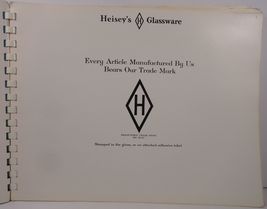 Heisey's H Glassware
Every Article Manufactured By Us
Bears Our Trade Mark
H
Stamped in the glass, or on attached adhesive label